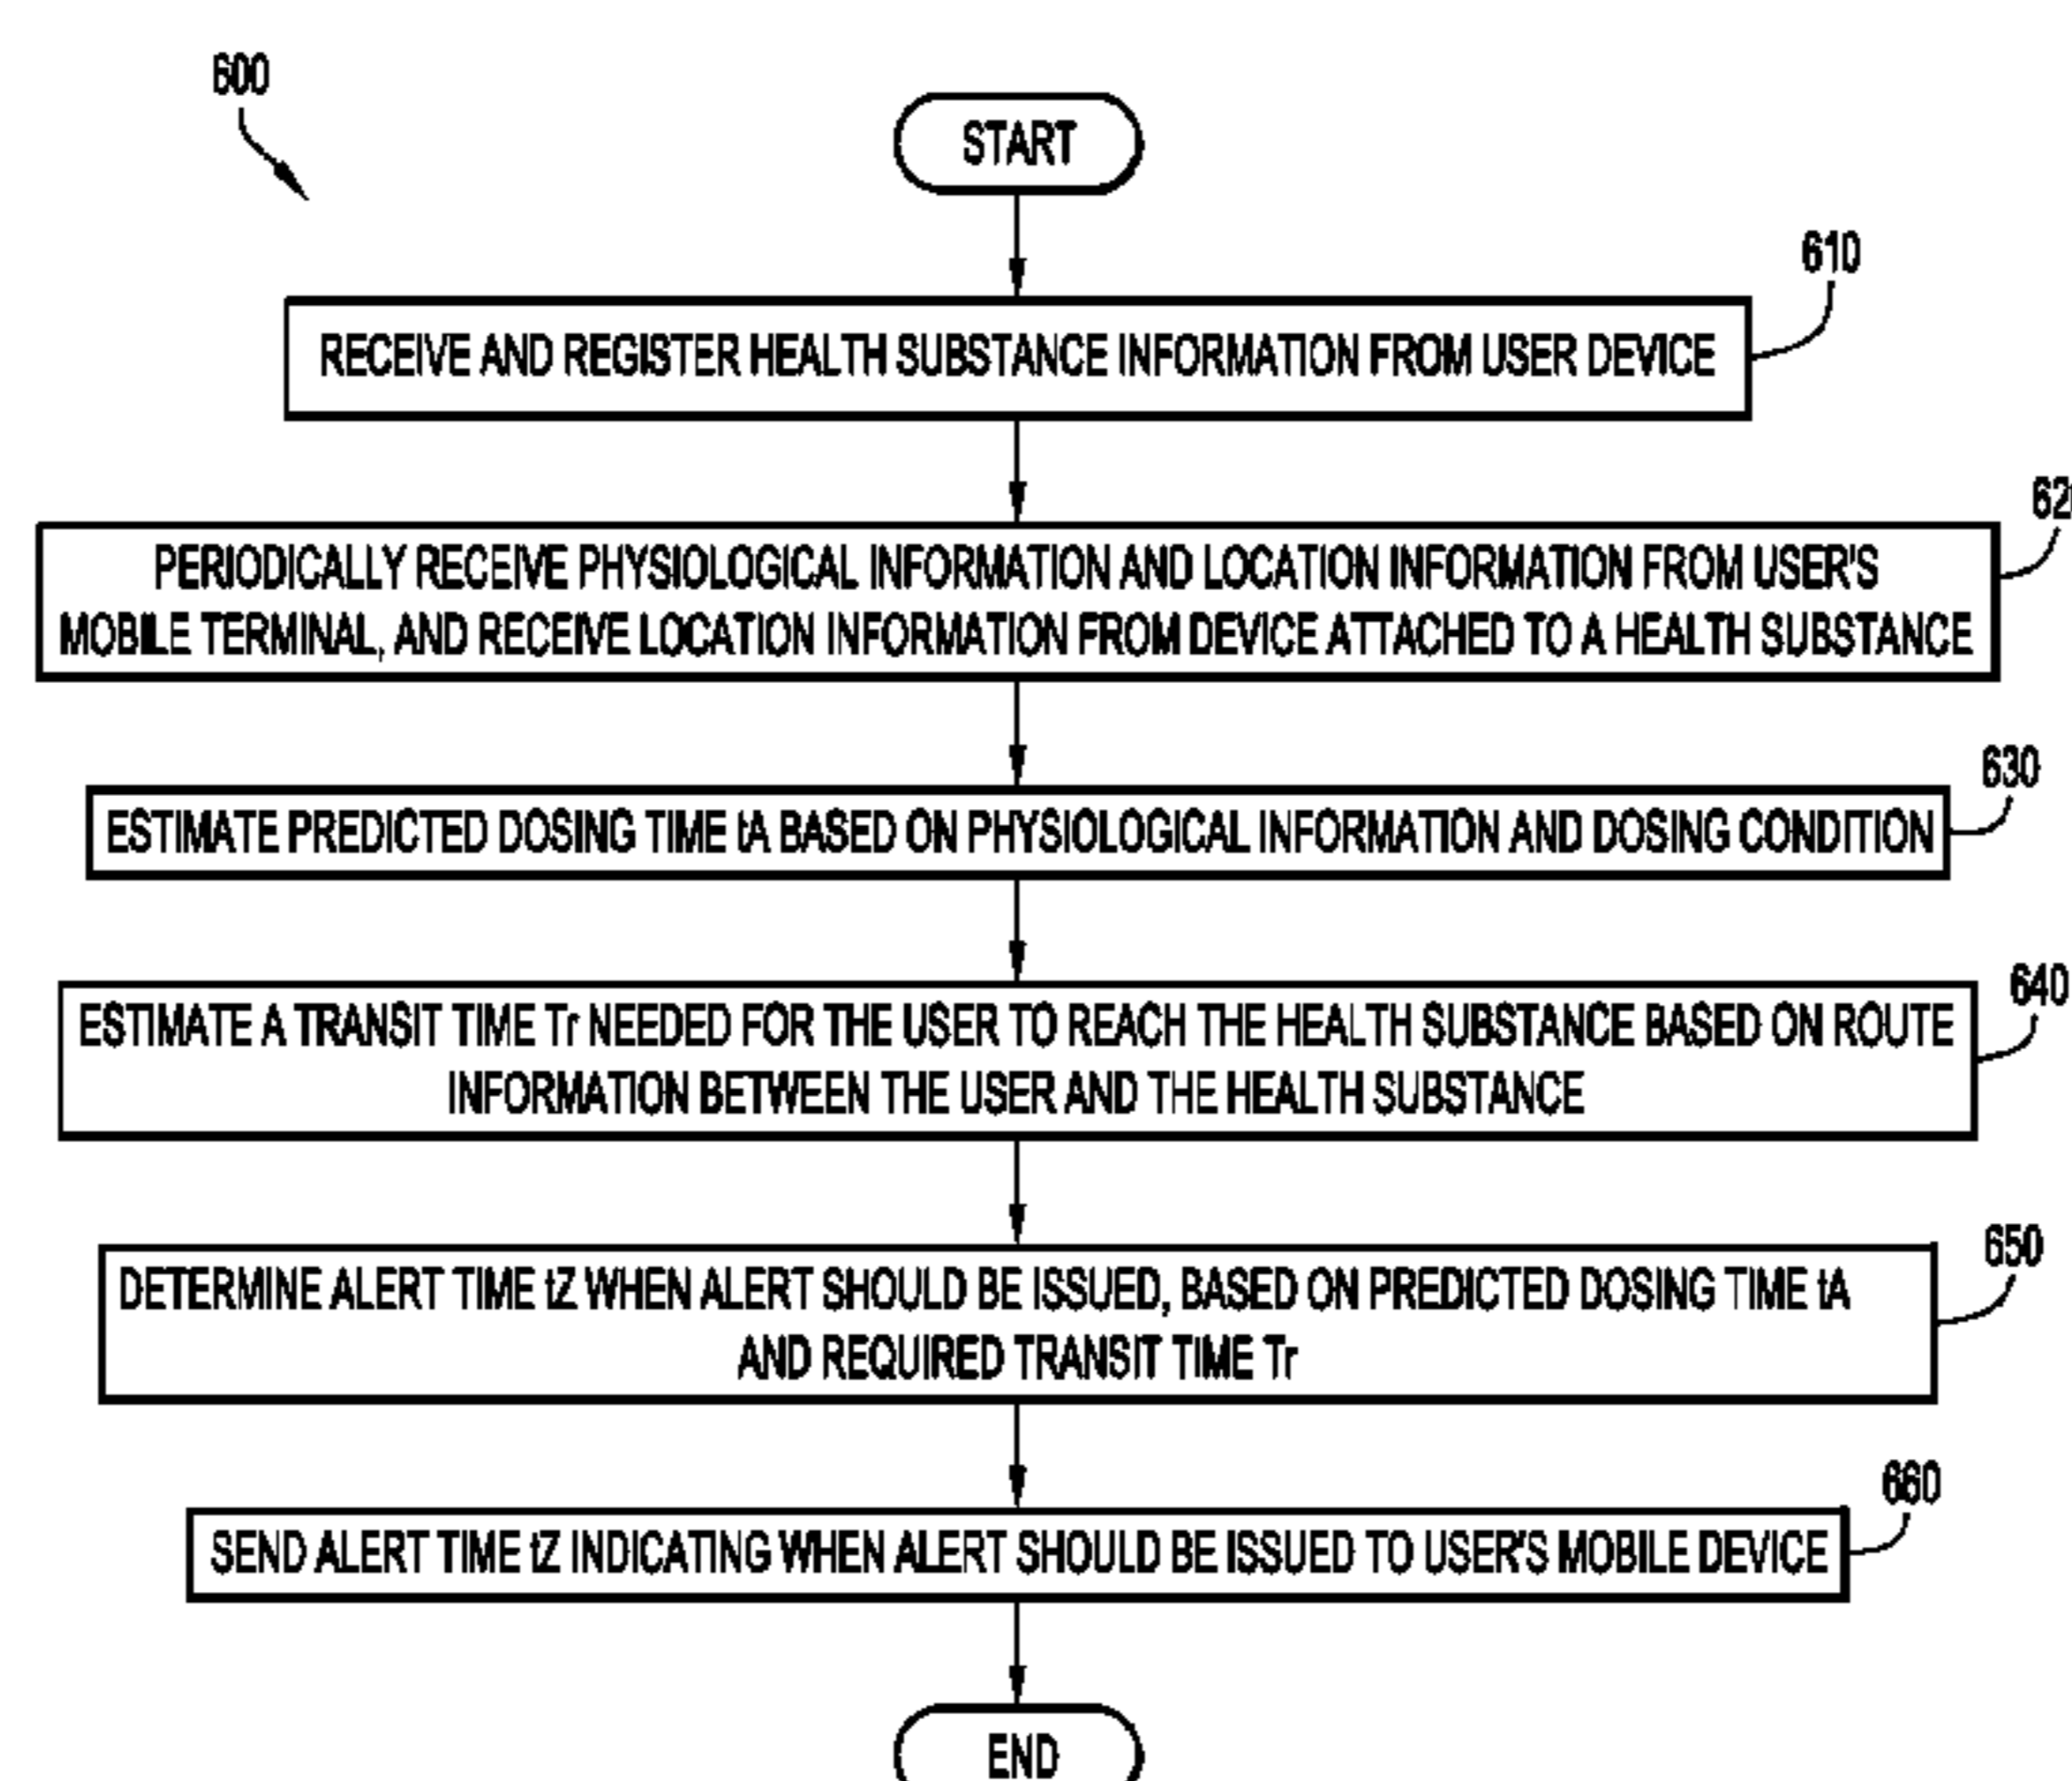 600
START
610
RECEIVE AND REGISTER HEALTH SUBSTANCE INFORMATION FROM USER DEVICE
62
PERIODICALLY RECEIVE PHYSIOLOGICAL INFORMATION AND LOCATION INFORMATION FROM USER'S
MOBILE TERMINAL, AND RECEIVE LOCATION INFORMATION FROM DEVICE ATTACHED TO A HEALTH SUBSTANCE
630
ESTIMATE PREDICTED DOSING TIME tA BASED ON PHYSIOLOGICAL INFORMATION AND DOSING CONDITION
640
ESTIMATE A TRANSIT TIME Tr NEEDED FOR THE USER TO REACH THE HEALTH SUBSTANCE BASED ON ROUTE
INFORMATION BETWEEN THE USER AND THE HEALTH SUBSTANCE
650
DETERMINE ALERT TIME tZ WHEN ALERT SHOULD BE ISSUED, BASED ON PREDICTED DOSING TIME tA
AND REQUIRED TRANSIT TIME Tr
660
SEND ALERT TIME tZ INDICATING WHEN ALERT SHOULD BE ISSUED TO USER'S MOBILE DEVICE
END